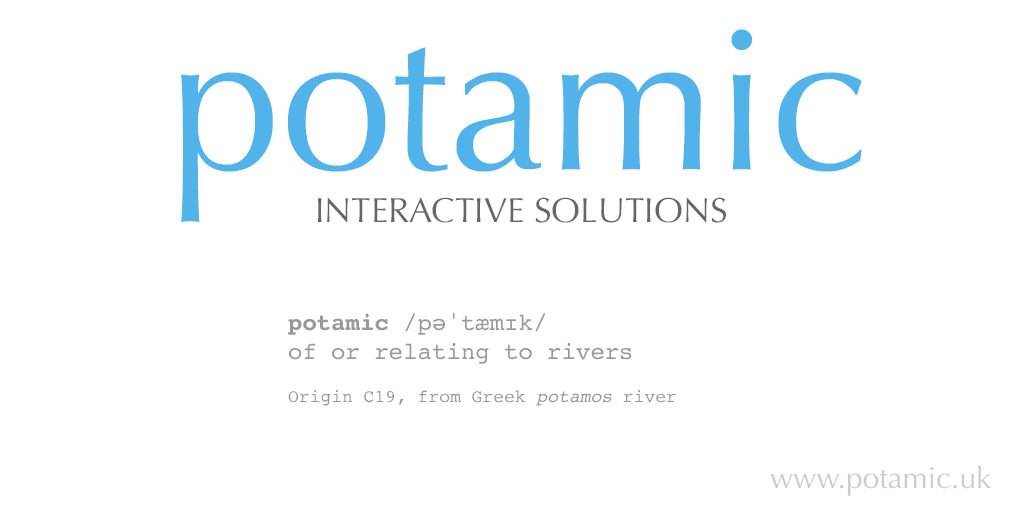 potamic
INTERACTIVE SOLUTIONS
potamic /pəˈtæmɪk/
of or relating to rivers
Origin C19, from Greek potamos river
www.potamic.uk